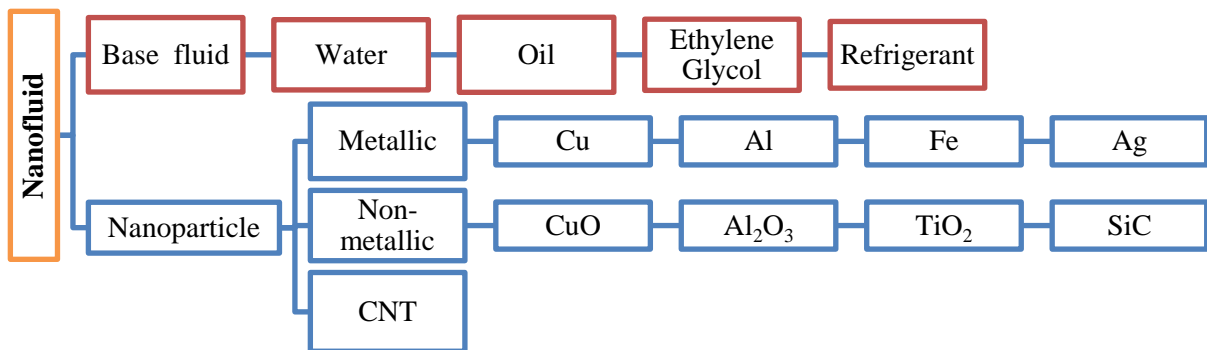 Nanofluid
Base fluid
Water
Oil
Ethylene
Glycol
Refrigerant
Nanoparticle
Metallic
Cu
Al
Fe
Ag
Non-
metallic
CuO
Al₂O₃
TiO₂
SiC
CNT